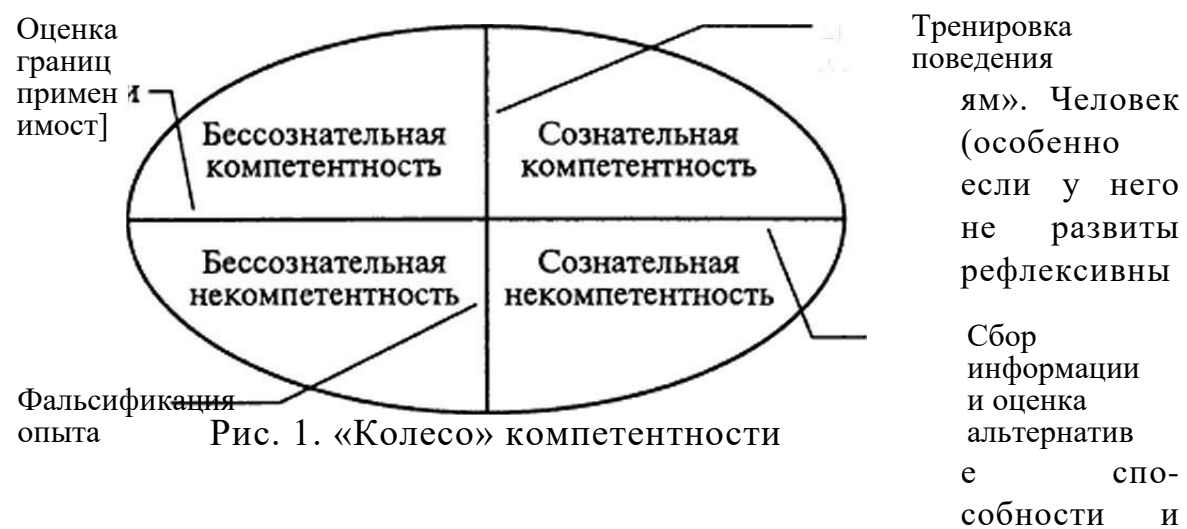 Оценка
границ
примен и
имост]
Тренировка
поведения
Бессознательная
компетентность
Сознательная
компетентность
Бессознательная
некомпетентность
Сознательная
некомпетентность
Фальсификация
опыта
Рис. 1. «Колесо» компетентности
ям». Человек
(особенно
если у него
не развиты
рефлексивны
Сбор
информации
и оценка
альтернатив
е спо-
собности и